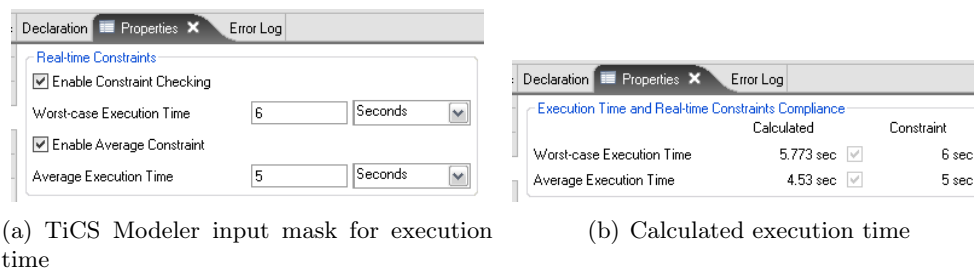 Declaration Properties Error Log
Real-time Constraints
Enable Constraint Checking
Worst-case Execution Time 6 Seconds
Enable Average Constraint
Average Execution Time 5 Seconds
(a) TiCS Modeler input mask for execution
time
Declaration Properties Error Log
Execution Time and Real-time Constraints Compliance
Calculated Constraint
Worst-case Execution Time 5.773 sec 6 sec
Average Execution Time 4.53 sec 5 sec
(b) Calculated execution time